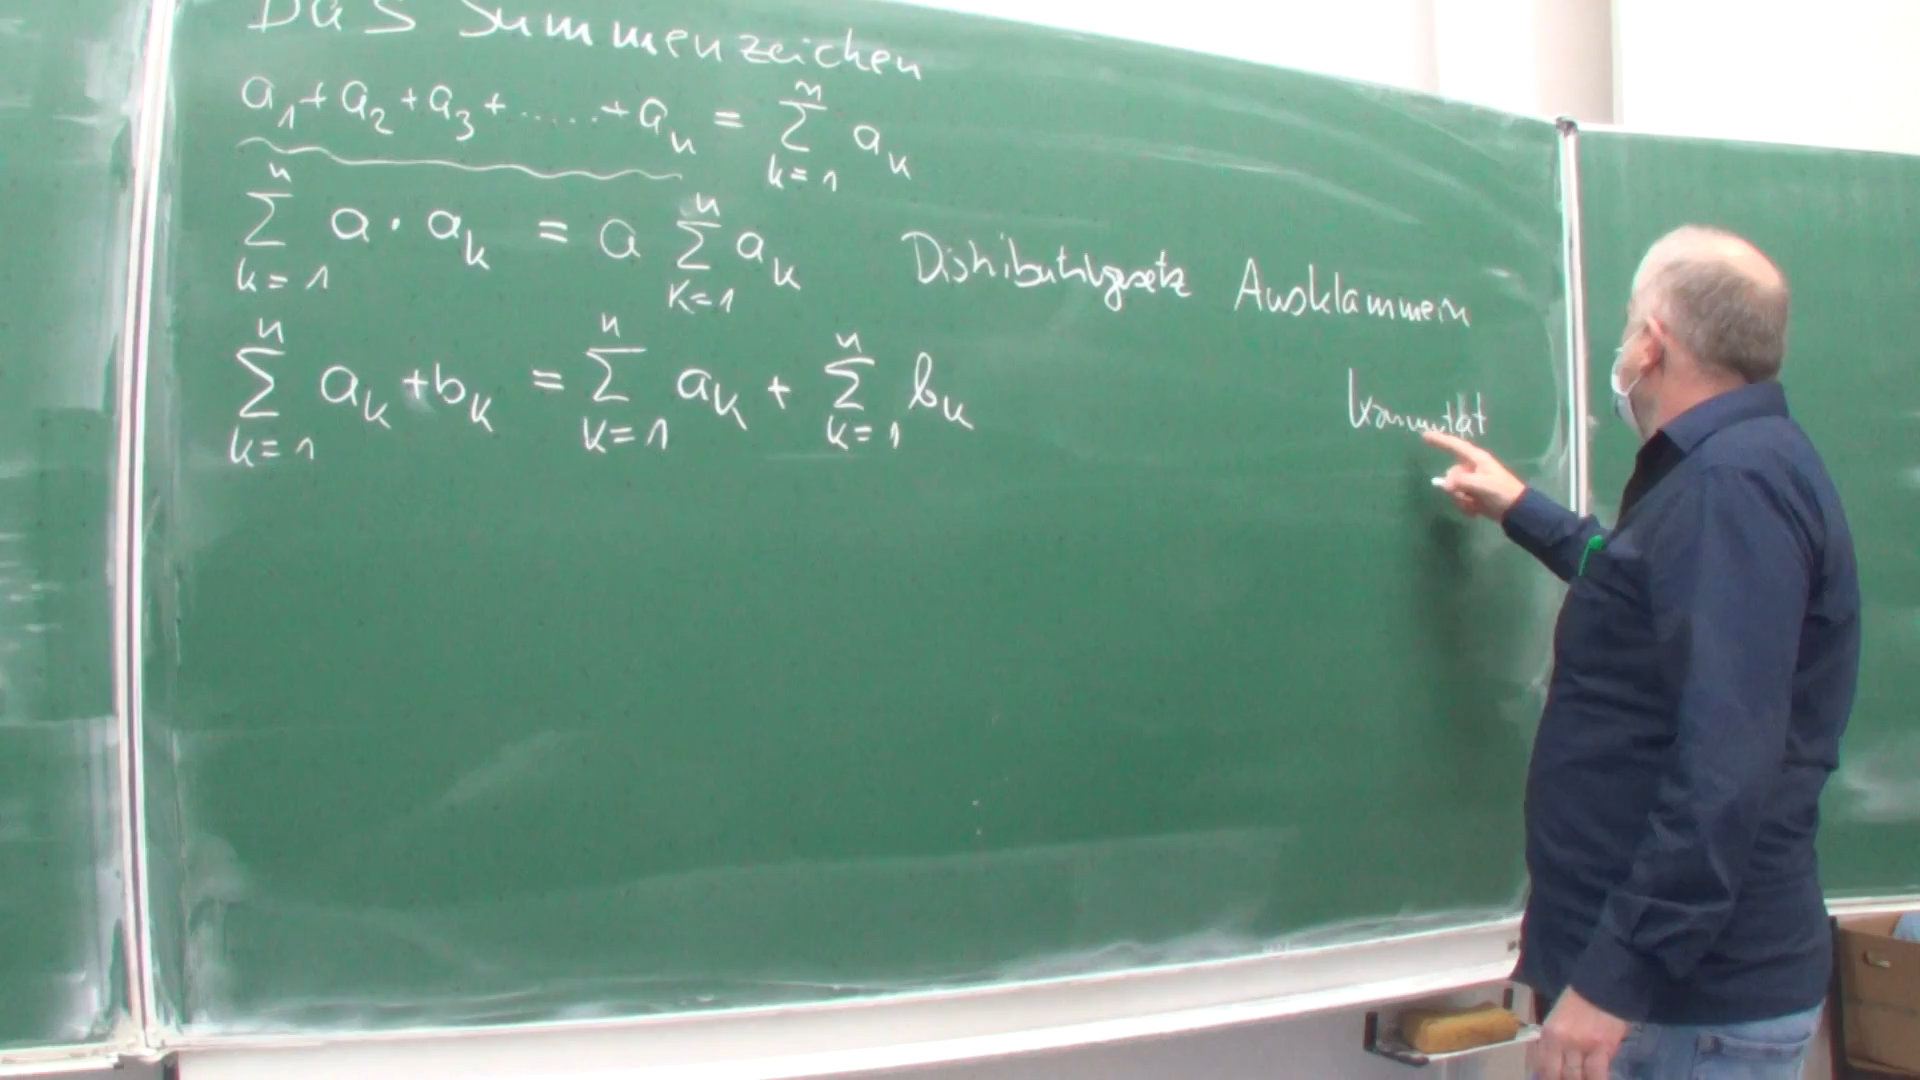 Das Summenzeichen
a₁ + a₂ + a₃ + ..... + aₙ = ∑ₖ₌₁ⁿ aₖ
∑ₖ₌₁ⁿ a · aₖ = a ∑ₖ₌₁ⁿ aₖ Distributivgesetz Ausklammern
∑ₖ₌₁ⁿ aₖ + bₖ = ∑ₖ₌₁ⁿ aₖ + ∑ₖ₌₁ⁿ bₖ